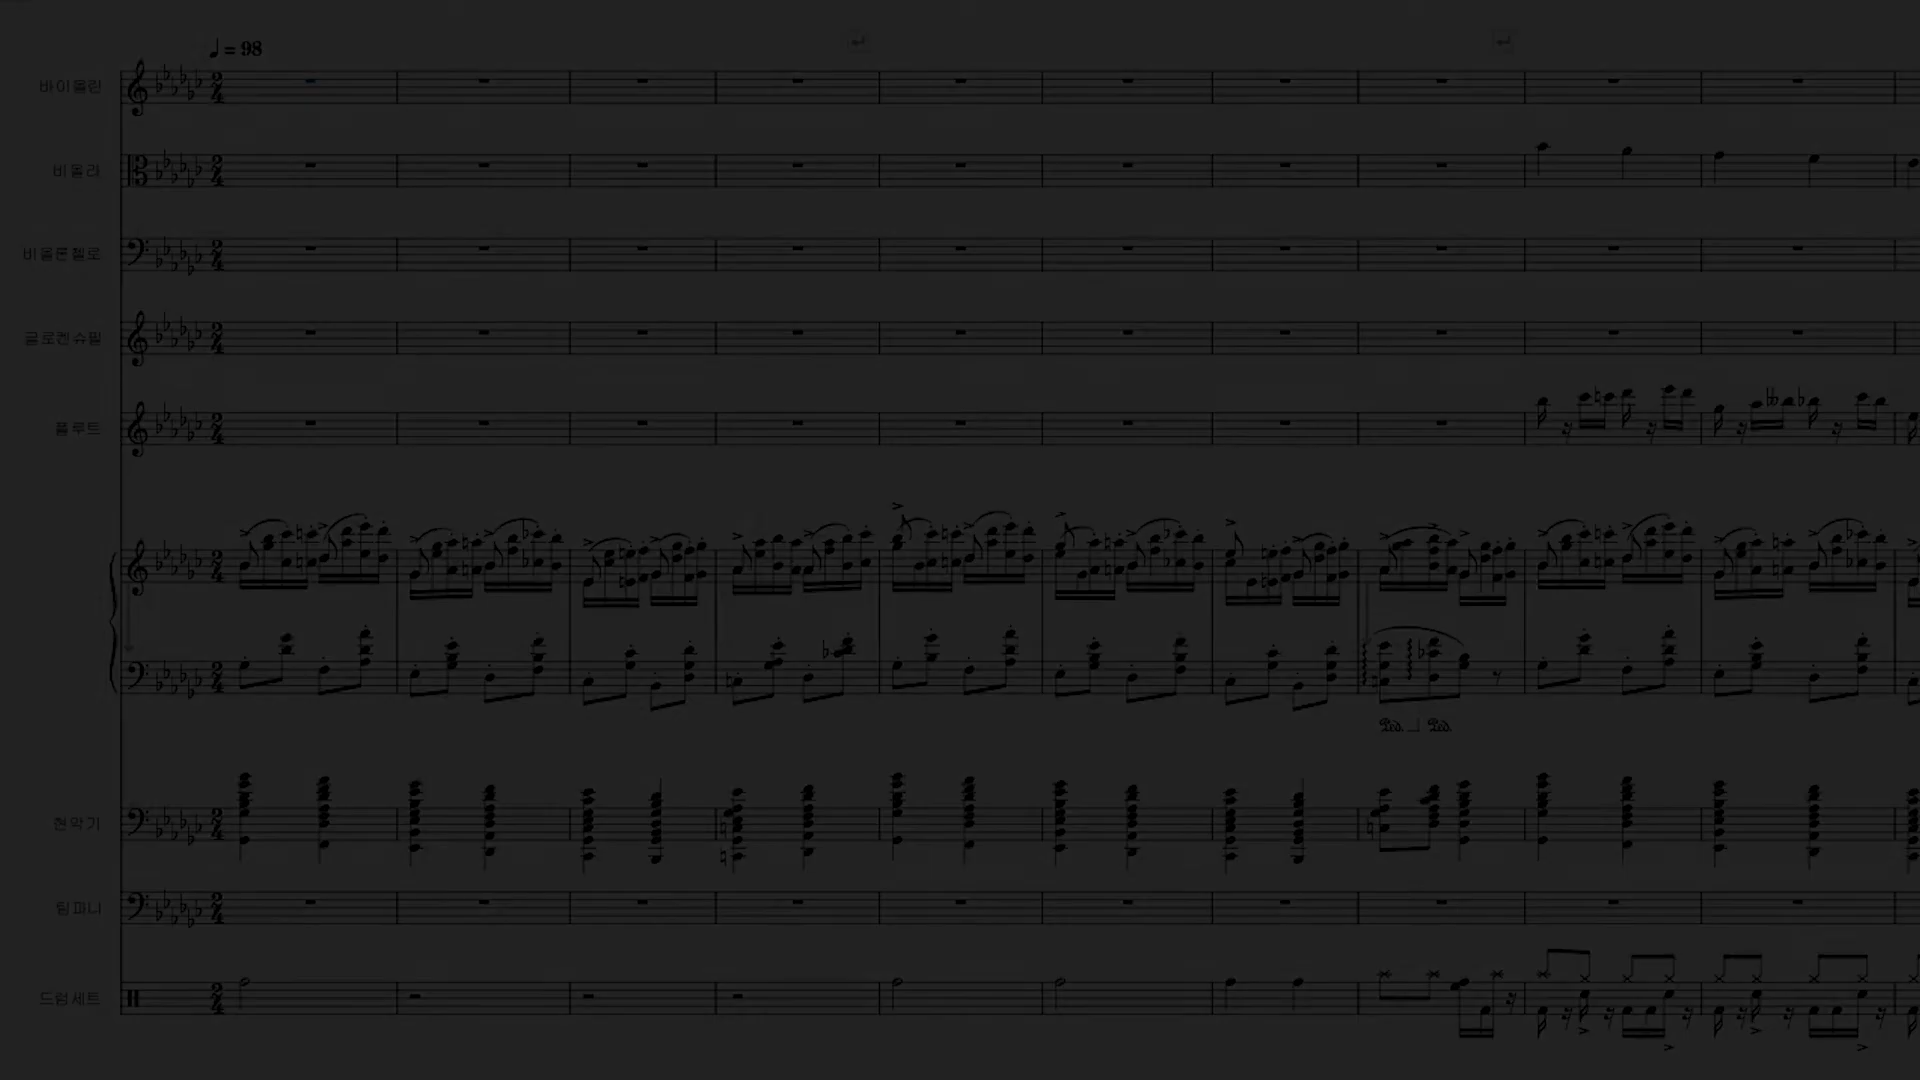 ♩ = 98
바이올린
비올라
비올론첼로
글로켄슈필
플루트
현악기
팀파니
드럼세트